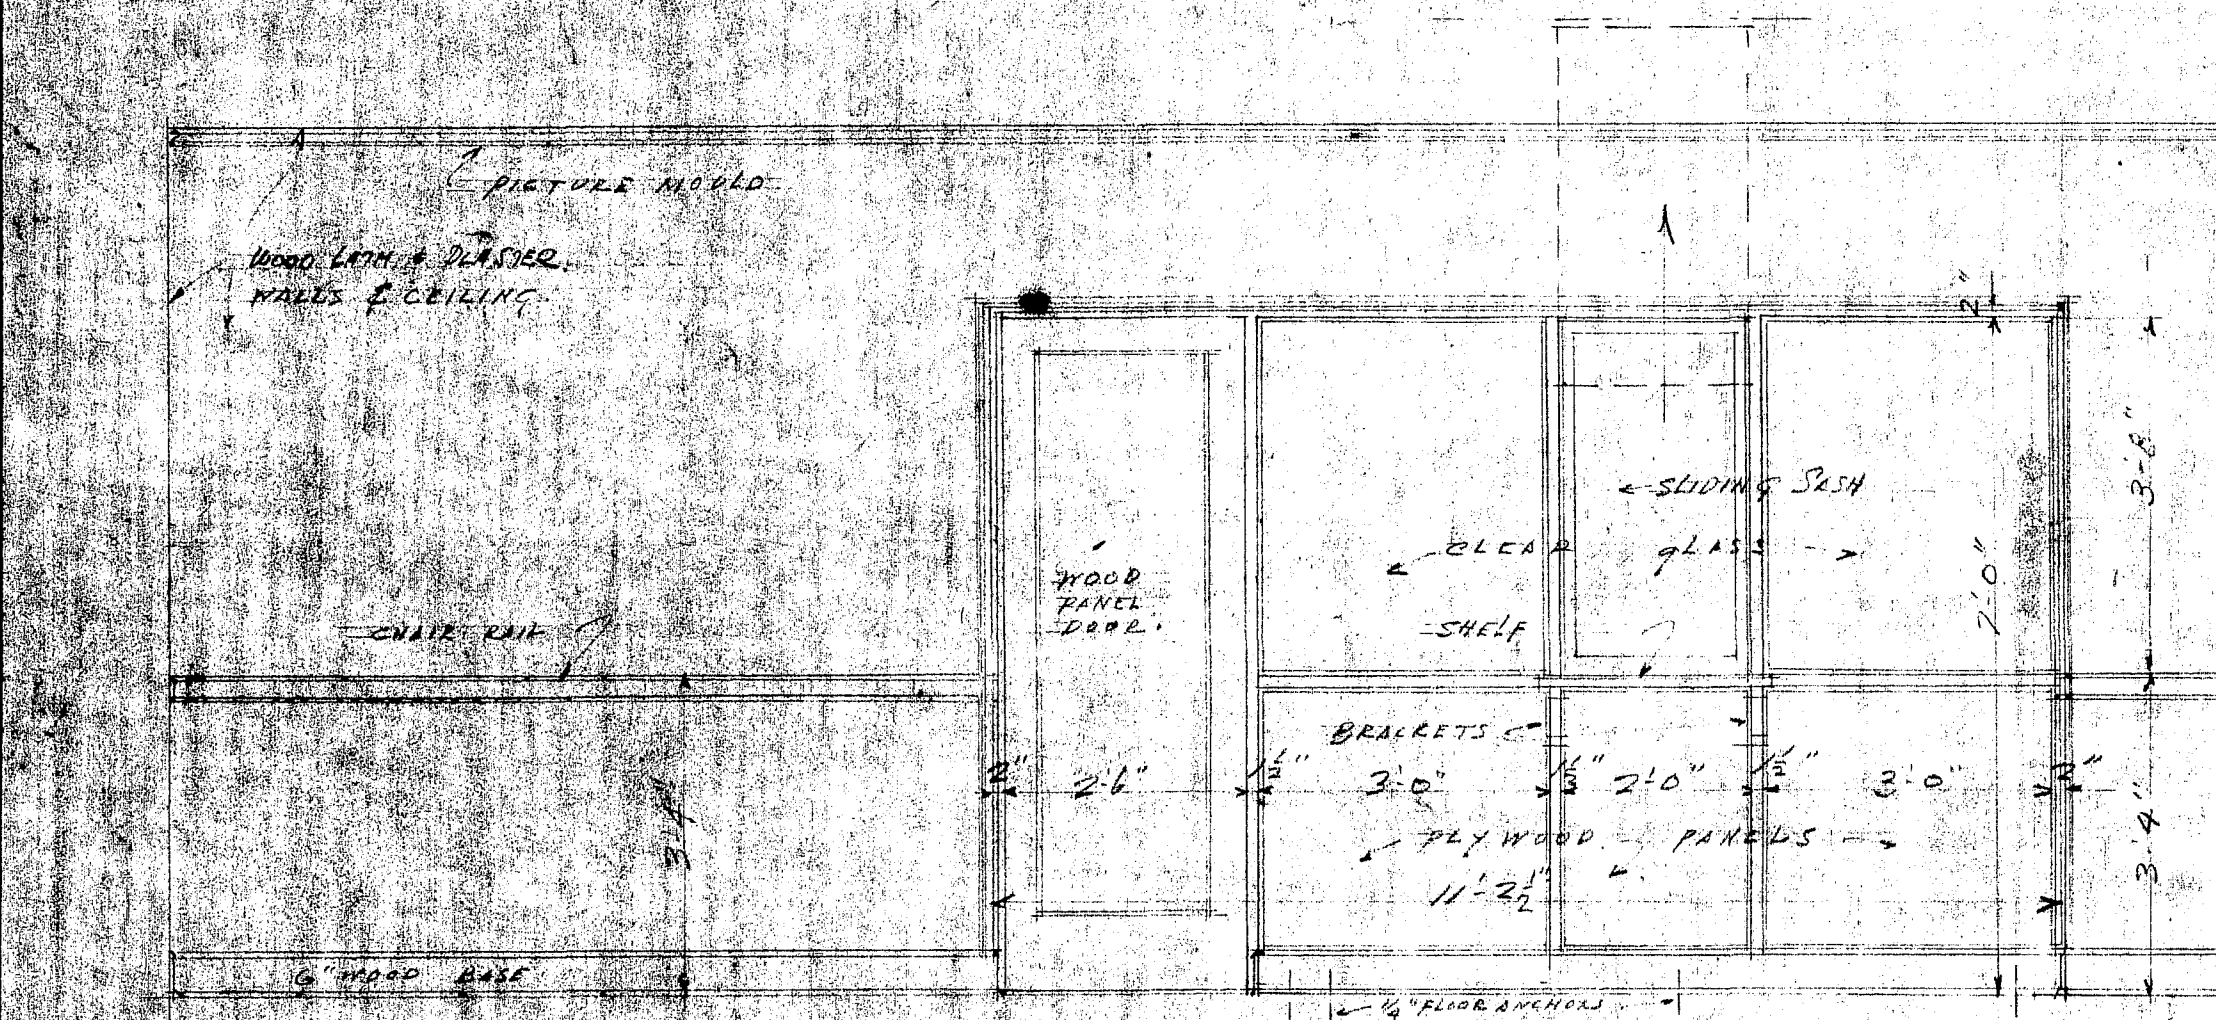 PICTURE MOULD
WOOD LATH & PLASTER
WALLS & CEILING
2"
3'-8"
SLIDING SASH
CLEAR GLASS
7'-0"
WOOD
PANEL
DOOR.
SHELF
CHAIR RAIL
BRACKETS
2" 2'-6" 1½" 3'-0" 1½" 2'-0" 1½" 3'-0" 2"
3'-4"
3'-4"
PLYWOOD PANELS
11'-2½"
6" WOOD BASE
FLOOR ANCHORS